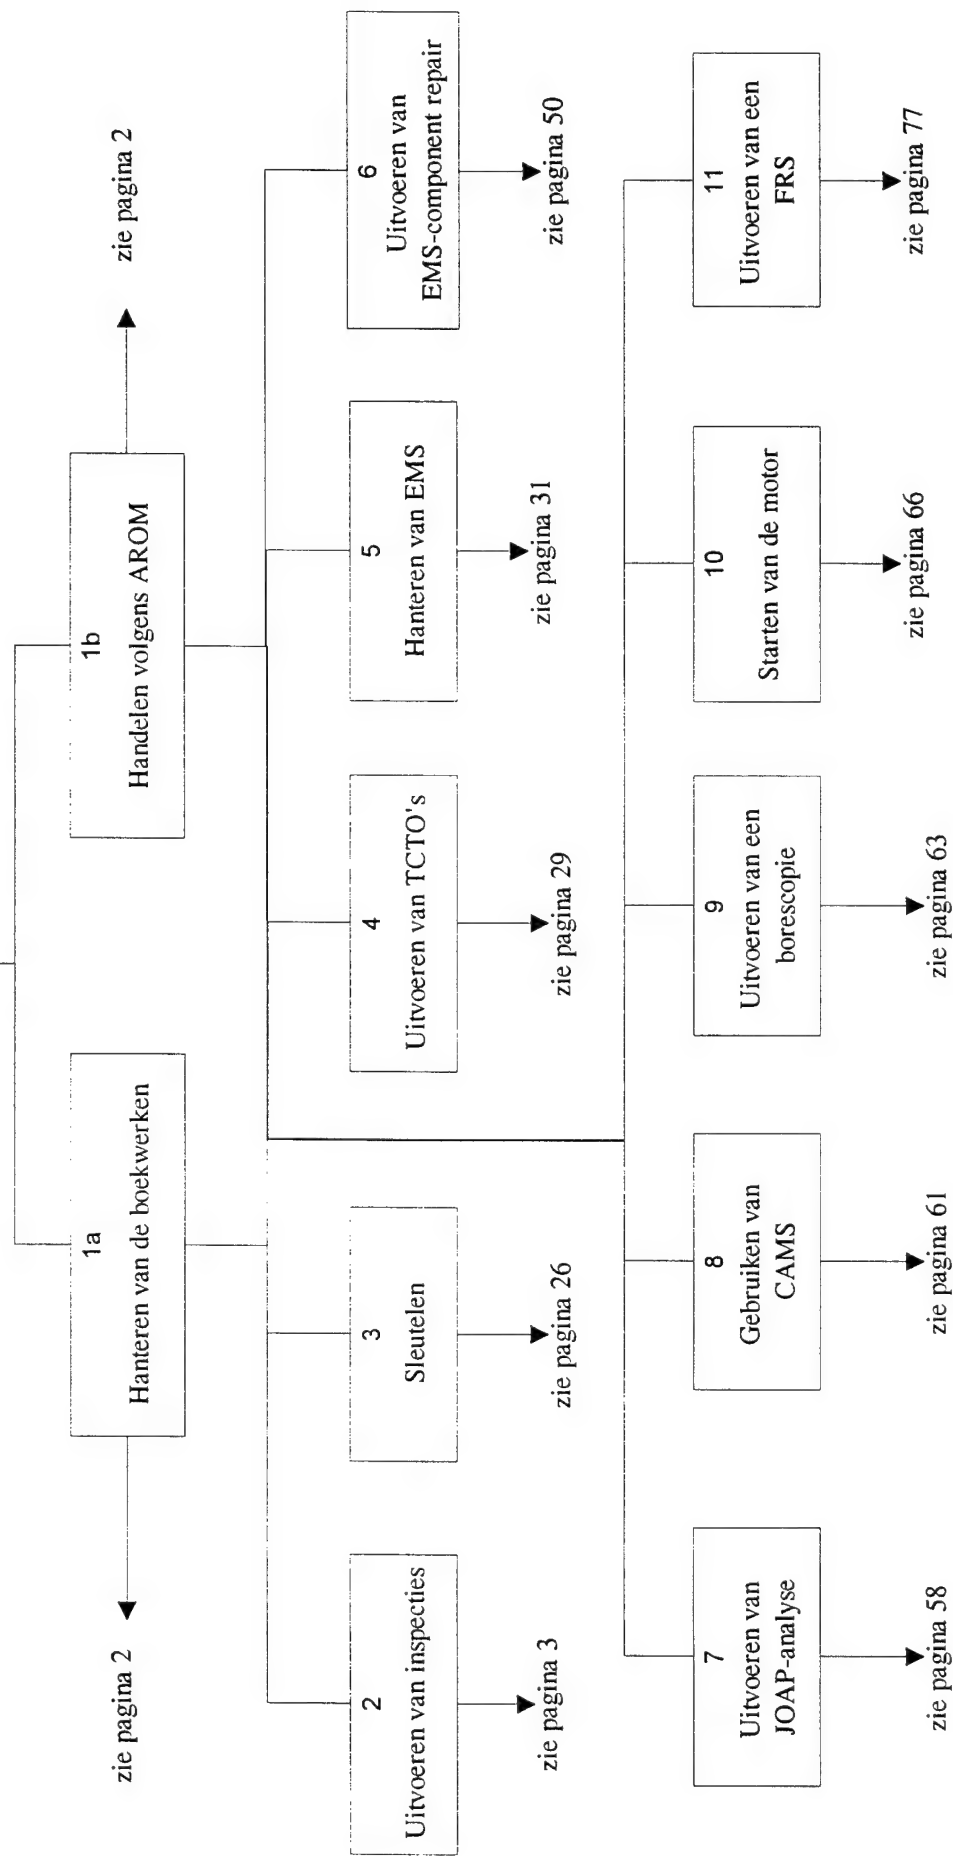 zie pagina 2
1a
Hanteren van de boekwerken
1b
Handelen volgens AROM
zie pagina 2
2
Uitvoeren van inspecties
zie pagina 3
3
Sleutelen
zie pagina 26
4
Uitvoeren van TCTO's
zie pagina 29
5
Hanteren van EMS
zie pagina 31
6
Uitvoeren van
EMS-component repair
zie pagina 50
7
Uitvoeren van
JOAP-analyse
zie pagina 58
8
Gebruiken van
CAMS
zie pagina 61
9
Uitvoeren van een
borescopie
zie pagina 63
10
Starten van de motor
zie pagina 66
11
Uitvoeren van een
FRS
zie pagina 77